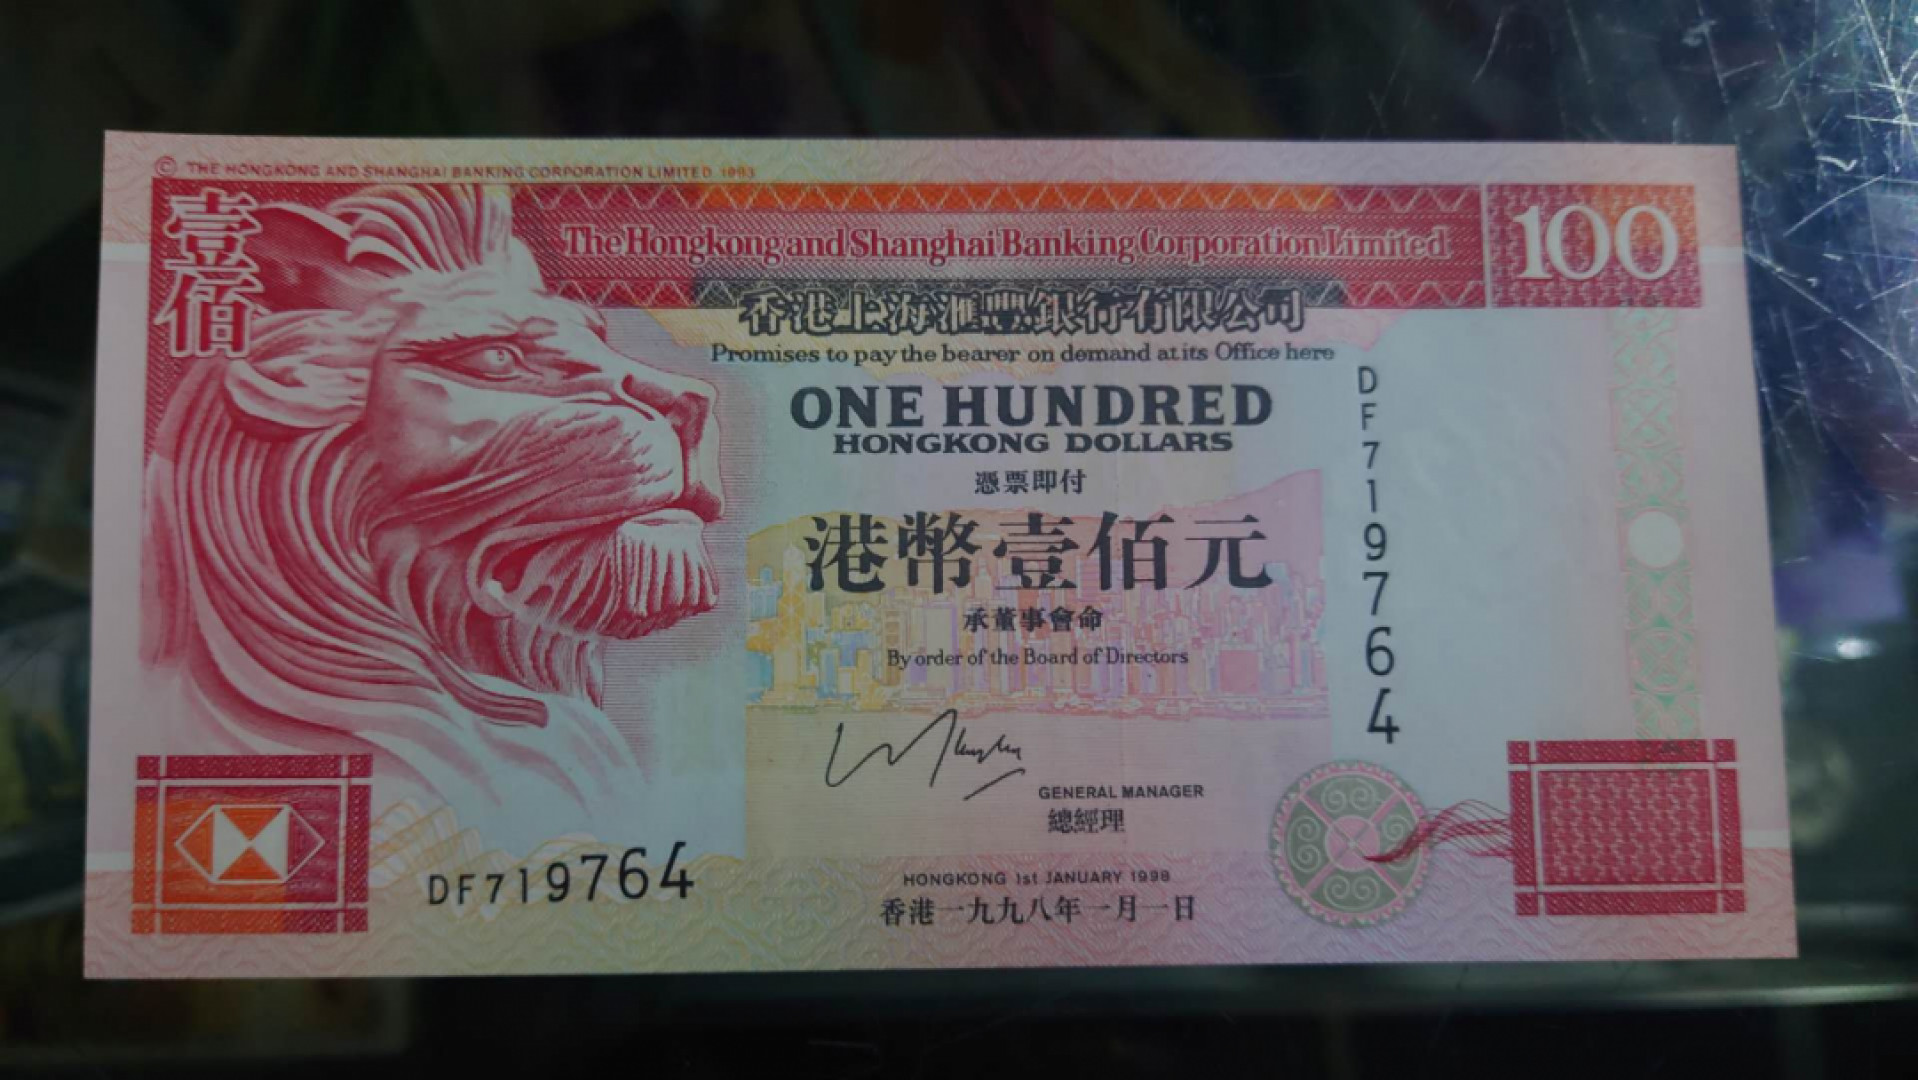 © THE HONGKONG AND SHANGHAI BANKING CORPORATION LIMITED 1993
壹佰
The Hongkong and Shanghai Banking Corporation Limited
100
香港上海滙豐銀行有限公司
Promises to pay the bearer on demand at its Office here
ONE HUNDRED
HONGKONG DOLLARS
憑票即付
港幣壹佰元
承董事會命
By order of the Board of Directors
DF719764
GENERAL MANAGER
總經理
DF719764
HONGKONG 1st JANUARY 1998
香港一九九八年一月一日